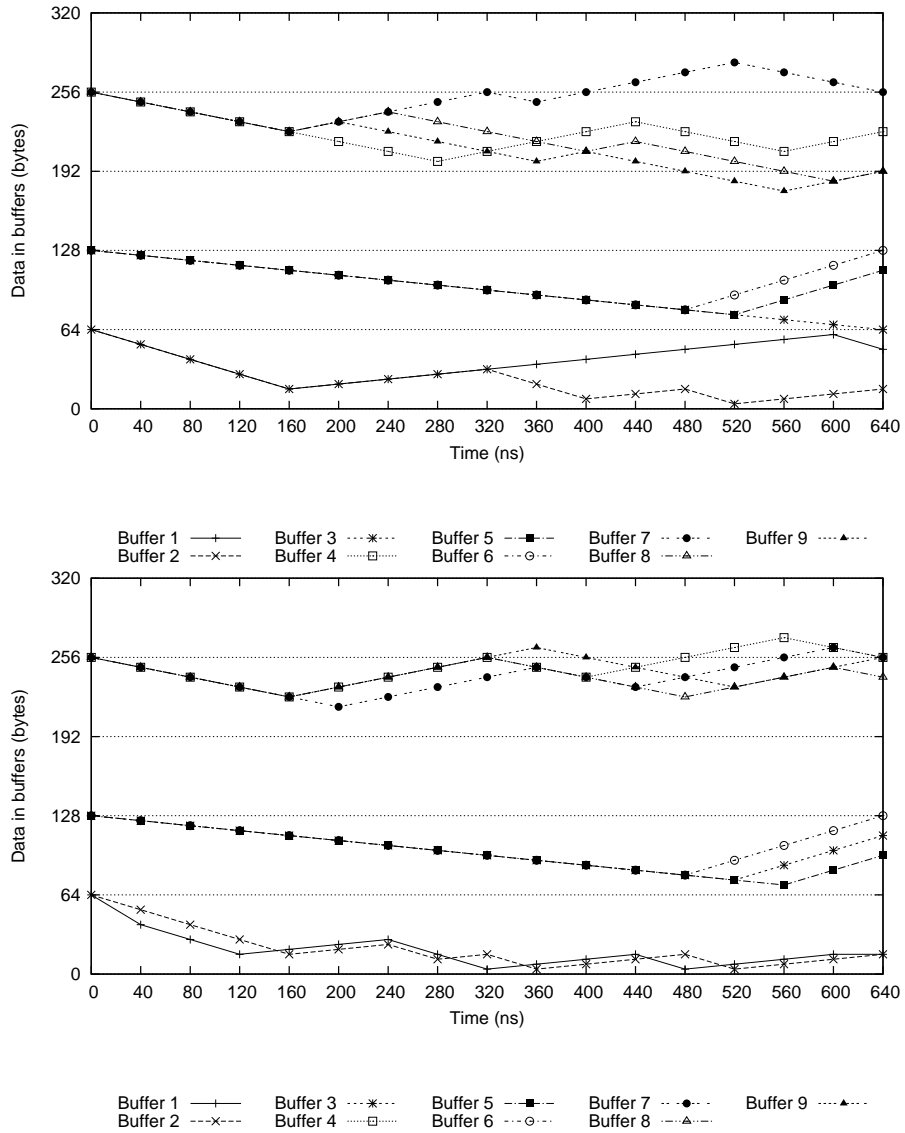 320
256
192
128
64
0
Data in buffers (bytes)
0 40 80 120 160 200 240 280 320 360 400 440 480 520 560 600 640
Time (ns)
Buffer 1 Buffer 3 Buffer 5 Buffer 7 Buffer 9
Buffer 2 Buffer 4 Buffer 6 Buffer 8
320
256
192
128
64
0
Data in buffers (bytes)
0 40 80 120 160 200 240 280 320 360 400 440 480 520 560 600 640
Time (ns)
Buffer 1 Buffer 3 Buffer 5 Buffer 7 Buffer 9
Buffer 2 Buffer 4 Buffer 6 Buffer 8